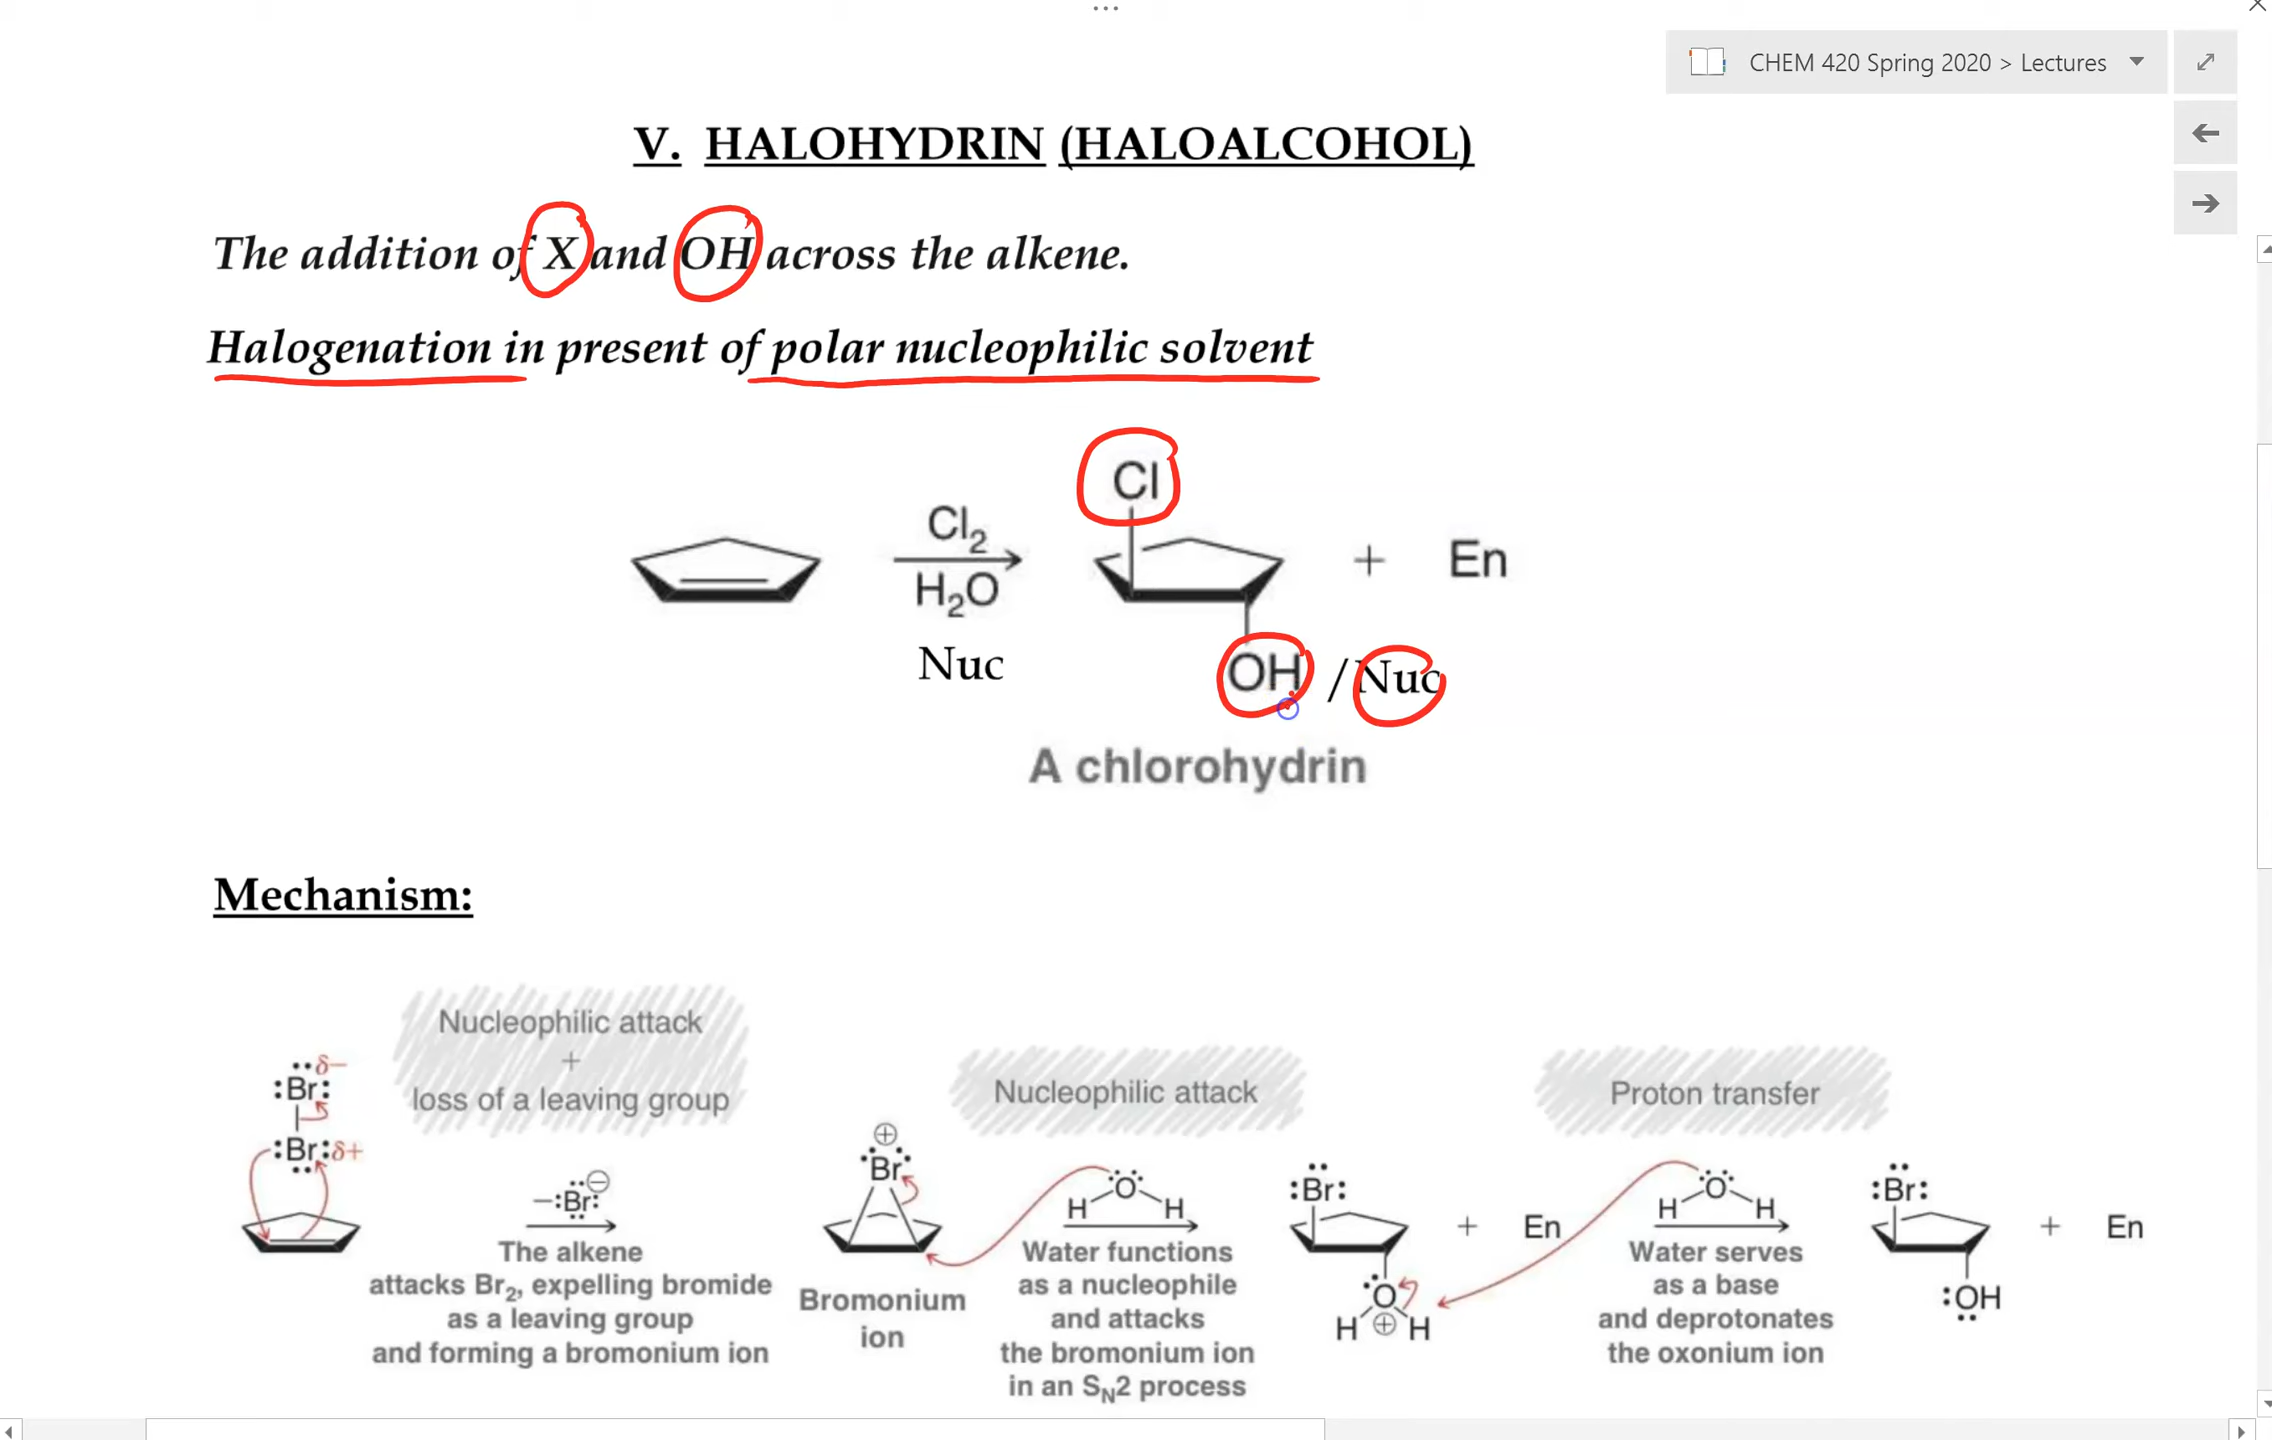 CHEM 420 Spring 2020 > Lectures
V. HALOHYDRIN (HALOALCOHOL)
The addition of X and OH across the alkene.
Halogenation in present of polar nucleophilic solvent
Cl
Cl2
H2O
+ En
Nuc
OH / Nuc
A chlorohydrin
Mechanism:
Nucleophilic attack
+
loss of a leaving group
Nucleophilic attack
Proton transfer
δ−
:Br:
:Br:δ+
−:Br:⊖
The alkene
attacks Br2, expelling bromide
as a leaving group
and forming a bromonium ion
⊕
Br
Bromonium
ion
H O H
Water functions
as a nucleophile
and attacks
the bromonium ion
in an SN2 process
:Br:
+ En
:O
H ⊕ H
H O H
Water serves
as a base
and deprotonates
the oxonium ion
:Br:
+ En
:OH